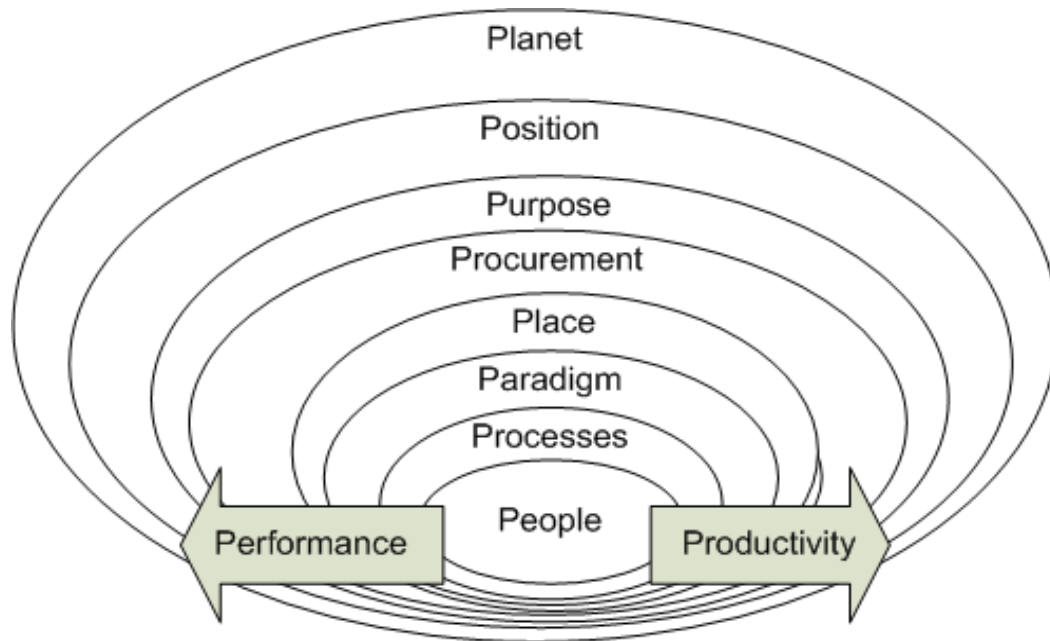 Planet
Position
Purpose
Procurement
Place
Paradigm
Processes
People
Performance
Productivity